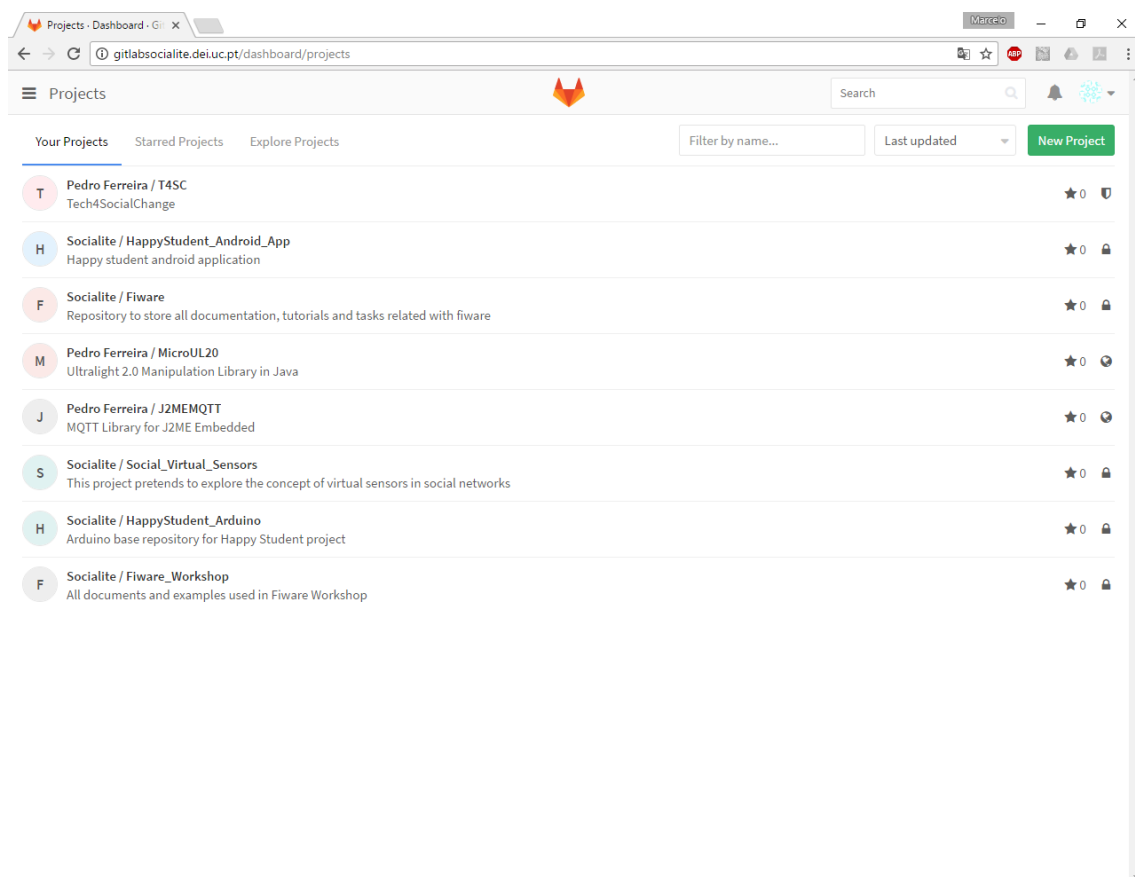 Projects · Dashboard · Gi
Marcelo
gitlabsocialite.dei.uc.pt/dashboard/projects
ABP
Projects
Search
Your Projects
Starred Projects
Explore Projects
Filter by name...
Last updated
New Project
T
Pedro Ferreira / T4SC
Tech4SocialChange
0
H
Socialite / HappyStudent_Android_App
Happy student android application
0
F
Socialite / Fiware
Repository to store all documentation, tutorials and tasks related with fiware
0
M
Pedro Ferreira / MicroUL20
Ultralight 2.0 Manipulation Library in Java
0
J
Pedro Ferreira / J2MEMQTT
MQTT Library for J2ME Embedded
0
S
Socialite / Social_Virtual_Sensors
This project pretends to explore the concept of virtual sensors in social networks
0
H
Socialite / HappyStudent_Arduino
Arduino base repository for Happy Student project
0
F
Socialite / Fiware_Workshop
All documents and examples used in Fiware Workshop
0